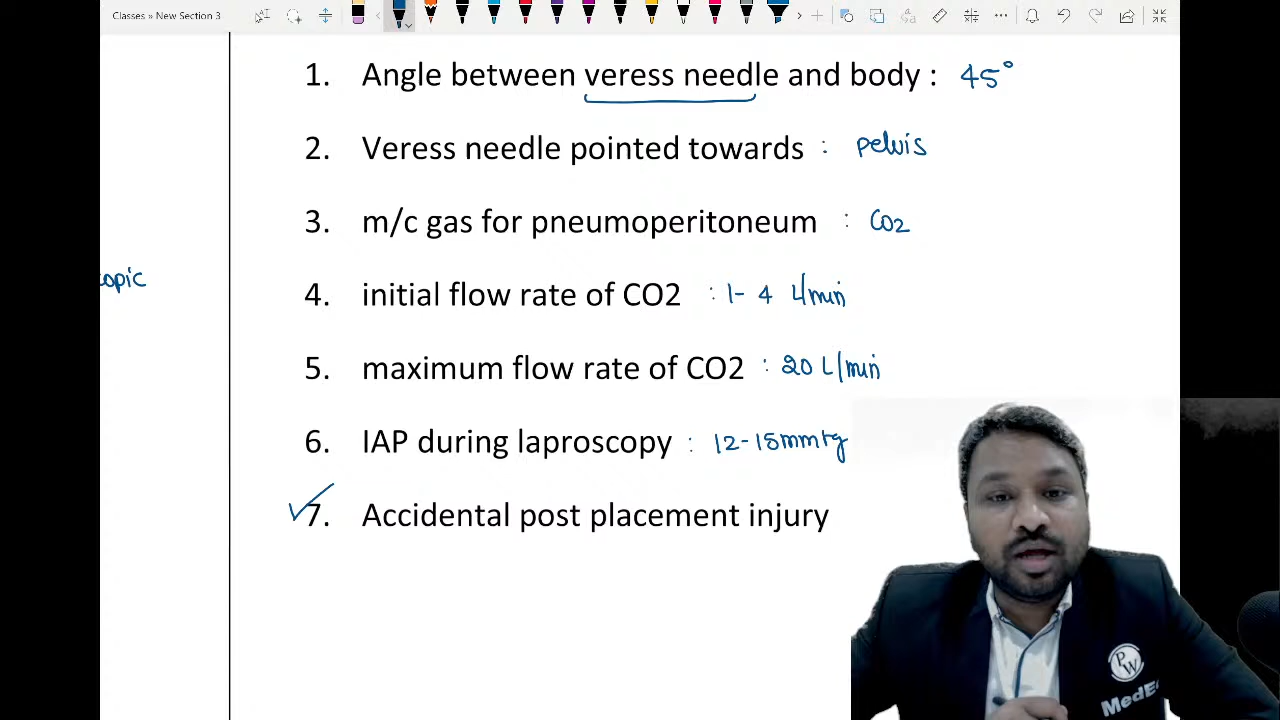 Classes » New Section 3
1. Angle between veress needle and body : 45°
2. Veress needle pointed towards : pelvis
copic
3. m/c gas for pneumoperitoneum : CO2
4. initial flow rate of CO2 : 1-4 L/min
5. maximum flow rate of CO2 : 20 L/min
6. IAP during laproscopy : 12-15mmHg
7. Accidental post placement injury
PW
MedEd